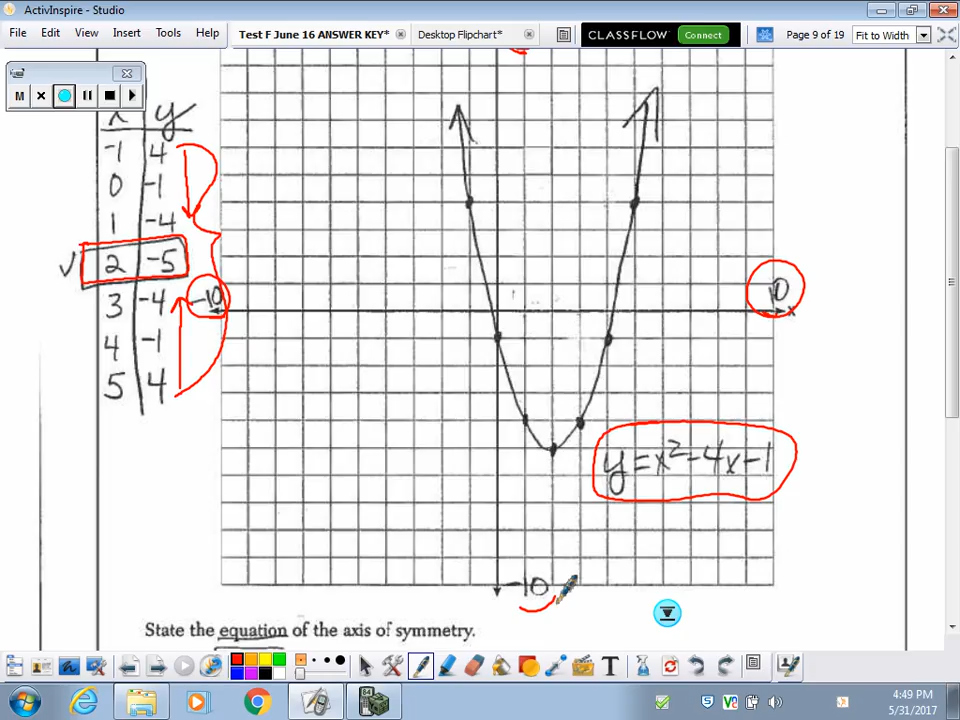 ActivInspire - Studio
File Edit View Insert Tools Help
Test F June 16 ANSWER KEY*
Desktop Flipchart*
CLASSFLOW Connect
Page 9 of 19
Fit to Width
M
x y
-1 4
0 -1
1 -4
2 -5
3 -4
4 -1
5 4
-10
10
x
y=x²-4x-1
-10
State the equation of the axis of symmetry.
T
84
4:49 PM
5/31/2017